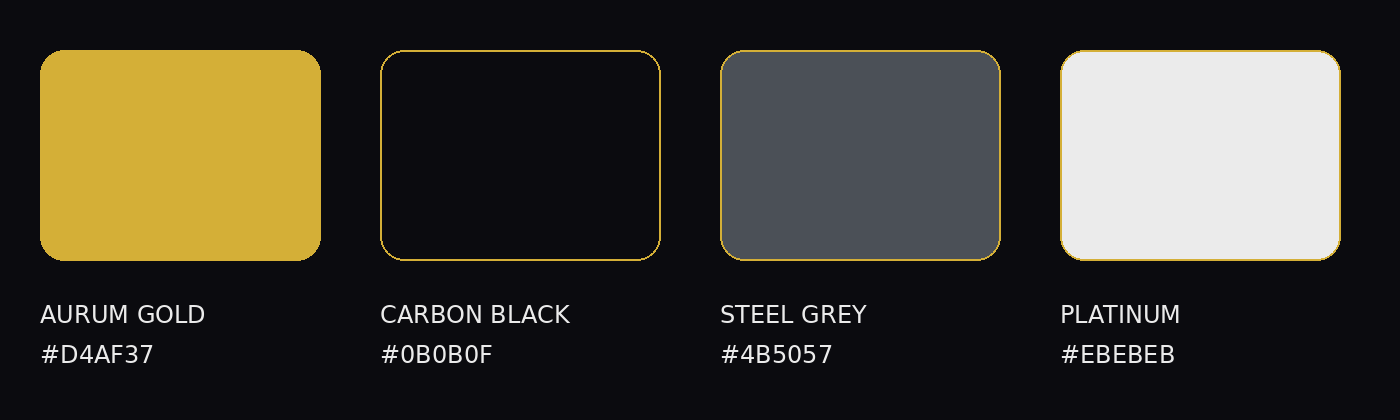 AURUM GOLD
#D4AF37
CARBON BLACK
#0B0B0F
STEEL GREY
#4B5057
PLATINUM
#EBEBEB